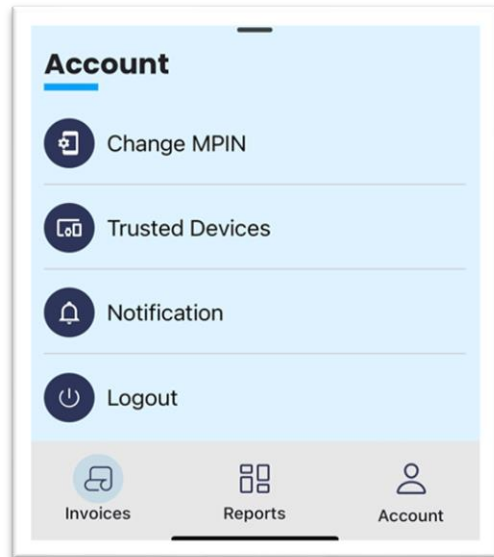 Account
Change MPIN
Trusted Devices
Notification
Logout
Invoices Reports Account